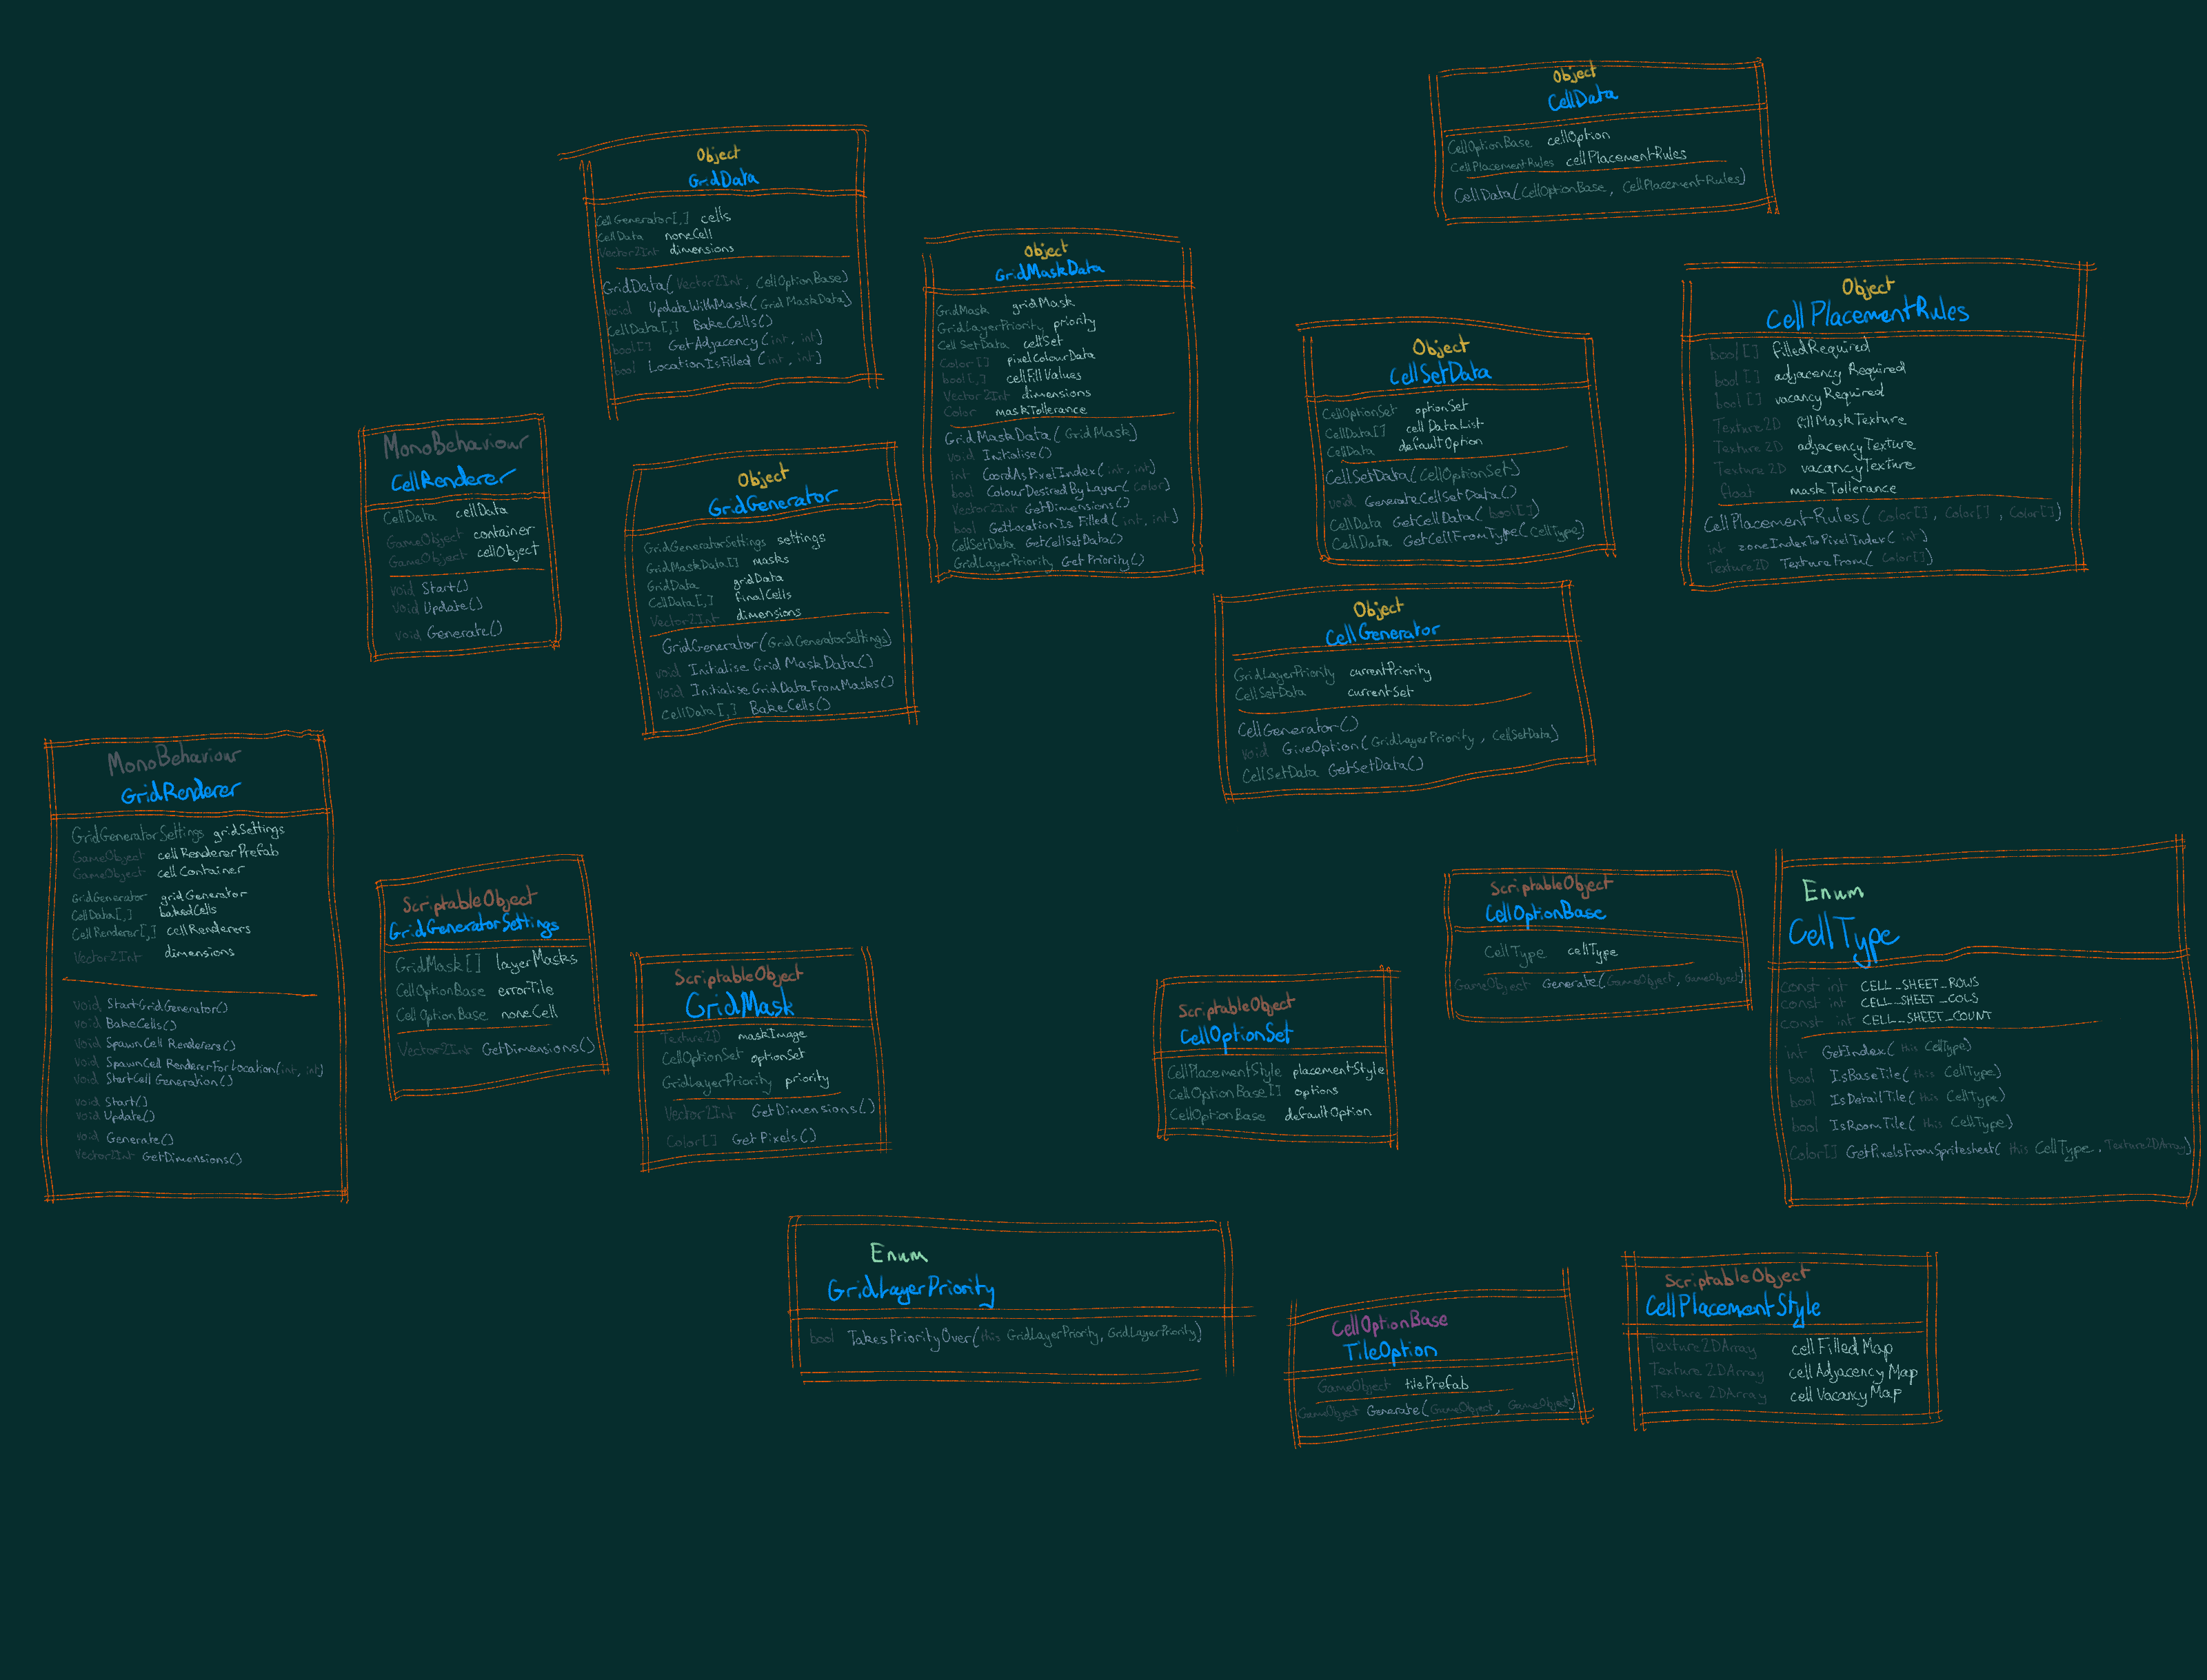 Object
CellData
CellOptionBase cellOption
CellPlacementRules cellPlacementRules
CellData(CellOptionBase, CellPlacementRules)
Object
GridData
CellGenerator[,] cells
CellData noneCell
Vector2Int dimensions
GridData(Vector2Int, CellOptionBase)
void UpdateWithMask(GridMaskData)
CellData[,] BakeCells()
bool[] GetAdjacency(int, int)
bool LocationIsFilled(int, int)
Object
GridMaskData
GridMask gridMask
GridLayerPriority priority
CellSetData cellSet
Color[] pixelColourData
bool[,] cellFillValues
Vector2Int dimensions
Color maskTollerance
GridMaskData(GridMask)
void Initialise()
int CoordAsPixelIndex(int, int)
bool ColourDesiredByLayer(color)
Vector2Int GetDimensions()
bool GetLocationIsFilled(int, int)
CellSetData GetCellSetData()
GridLayerPriority GetPriority()
Object
CellSetData
CellOptionSet optionSet
CellData[] cellDataList
CellData defaultOption
CellSetData(CellOptionSet)
void GenerateCellSetData()
CellData GetCellData(bool[])
CellData GetCellFromType(CellType)
Object
CellPlacementRules
bool[] filledRequired
bool[] adjacencyRequired
bool[] vacancyRequired
Texture2D fillMaskTexture
Texture2D adjacencyTexture
Texture2D vacancyTexture
float maskTollerance
CellPlacementRules(Color[], Color[], Color[])
int zoneIndexToPixelIndex(int)
Texture2D TextureFrom(Color[])
MonoBehaviour
CellRenderer
CellData cellData
GameObject container
GameObject cellObject
void Start()
void Update()
void Generate()
Object
GridGenerator
GridGeneratorSettings settings
GridMaskData[] masks
GridData gridData
CellData[,] finalCells
Vector2Int dimensions
GridGenerator(GridGeneratorSettings)
void InitialiseGridMaskData()
void InitialiseGridDataFromMasks()
CellData[,] BakeCells()
Object
CellGenerator
GridLayerPriority currentPriority
CellSetData currentSet
CellGenerator()
void GiveOption(GridLayerPriority, CellSetData)
CellSetData GetSetData()
MonoBehaviour
GridRenderer
GridGeneratorSettings gridSettings
GameObject cellRendererPrefab
GameObject cellContainer
GridGenerator gridGenerator
CellData[,] bakedCells
CellRenderer[,] cellRenderers
Vector2Int dimensions
void StartGridGenerator()
void BakeCells()
void SpawnCellRenderers()
void SpawnCellRendererForLocation(int, int)
void StartCellGeneration()
void Start()
void Update()
void Generate()
Vector2Int GetDimensions()
ScriptableObject
GridGeneratorSettings
GridMask[] layerMasks
CellOptionBase errorTile
CellOptionBase noneCell
Vector2Int GetDimensions()
ScriptableObject
GridMask
Texture2D maskImage
CellOptionSet optionSet
GridLayerPriority priority
Vector2Int GetDimensions()
Color[] GetPixels()
ScriptableObject
CellOptionSet
CellPlacementStyle placementStyle
CellOptionBase[] options
CellOptionBase defaultOption
ScriptableObject
CellOptionBase
CellType cellType
GameObject Generate(GameObject, GameObject)
Enum
CellType
const int CELL_SHEET_ROWS
const int CELL_SHEET_COLS
const int CELL_SHEET_COUNT
int GetIndex(this CellType)
bool IsBaseTile(this CellType)
bool IsDetailTile(this CellType)
bool IsRoomTile(this CellType)
Color[] GetPixelsFromSpritesheet(this CellType, Texture2DArray)
Enum
GridLayerPriority
bool TakesPriorityOver(this GridLayerPriority, GridLayerPriority)
CellOptionBase
TileOption
GameObject tilePrefab
GameObject Generate(GameObject, GameObject)
ScriptableObject
CellPlacementStyle
Texture2DArray cellFilledMap
Texture2DArray cellAdjacencyMap
Texture2DArray cellVacancyMap